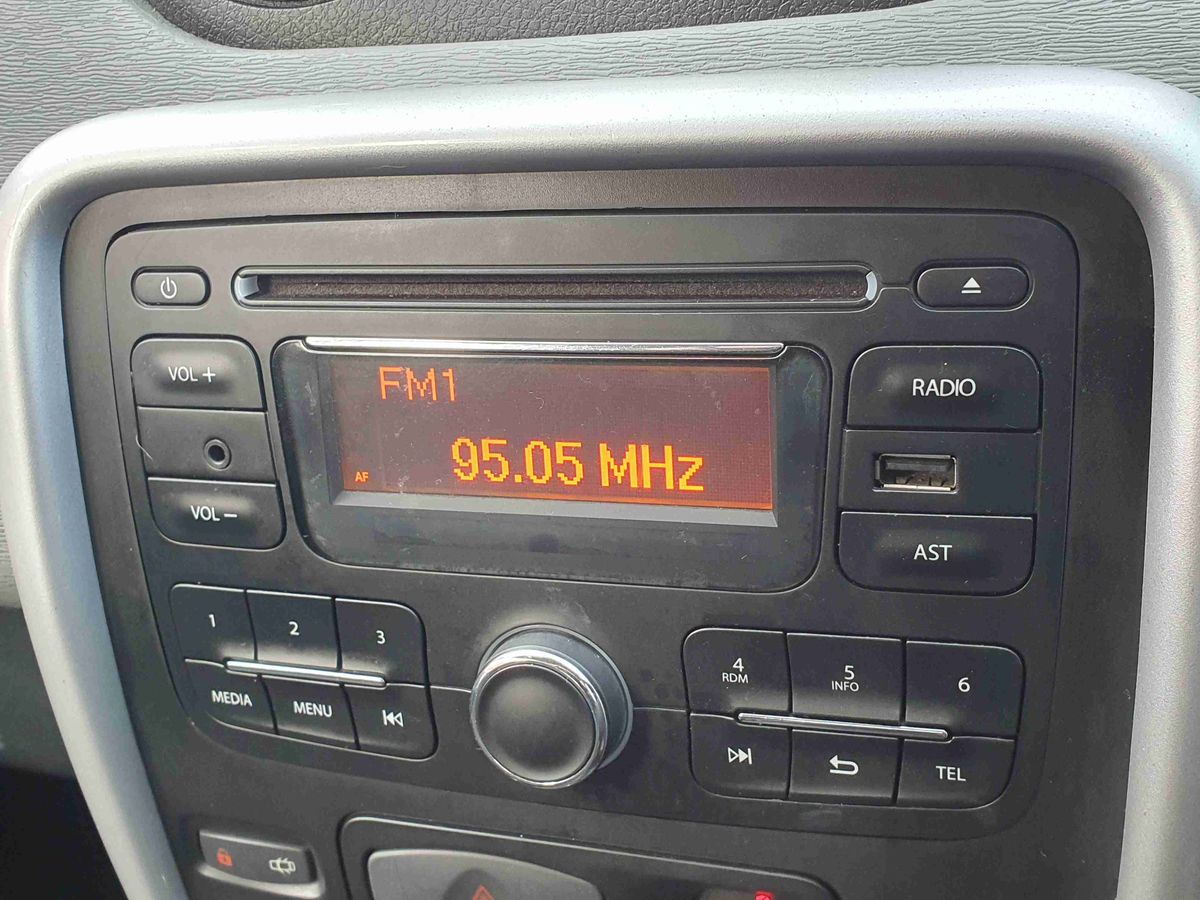 VOL +
FM1
RADIO
AF
95.05 MHz
VOL −
AST
1
2
3
4
RDM
5
INFO
6
MEDIA
MENU
TEL